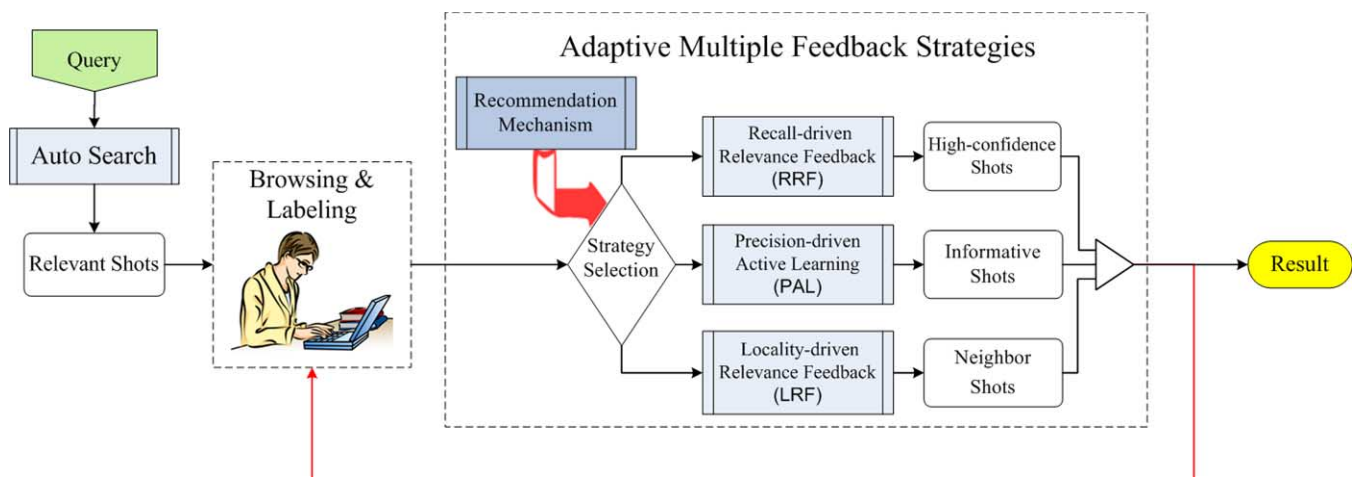 Query
Auto Search
Relevant Shots
Browsing &
Labeling
Adaptive Multiple Feedback Strategies
Recommendation
Mechanism
Strategy
Selection
Recall-driven
Relevance Feedback
(RRF)
High-confidence
Shots
Precision-driven
Active Learning
(PAL)
Informative
Shots
Locality-driven
Relevance Feedback
(LRF)
Neighbor
Shots
Result